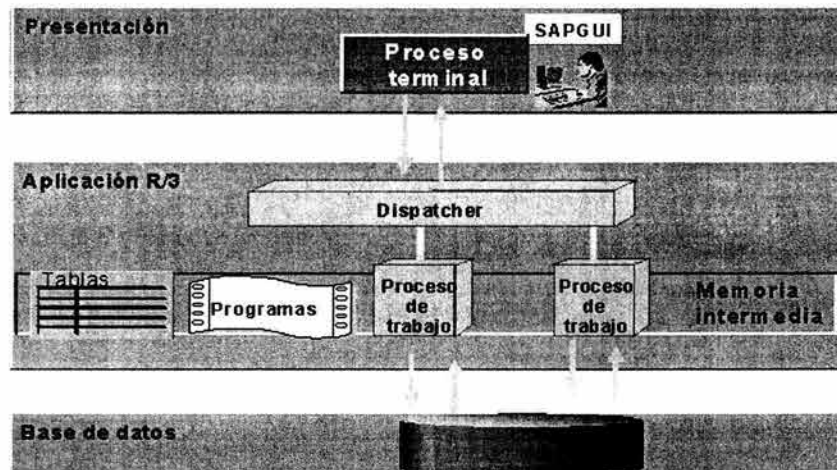 Presentación
SAPGUI
Proceso
terminal
Aplicación R/3
Dispatcher
Tablas
Programas
Proceso
de
trabajo
Proceso
de
trabajo
Memoria
intermedia
Base de datos